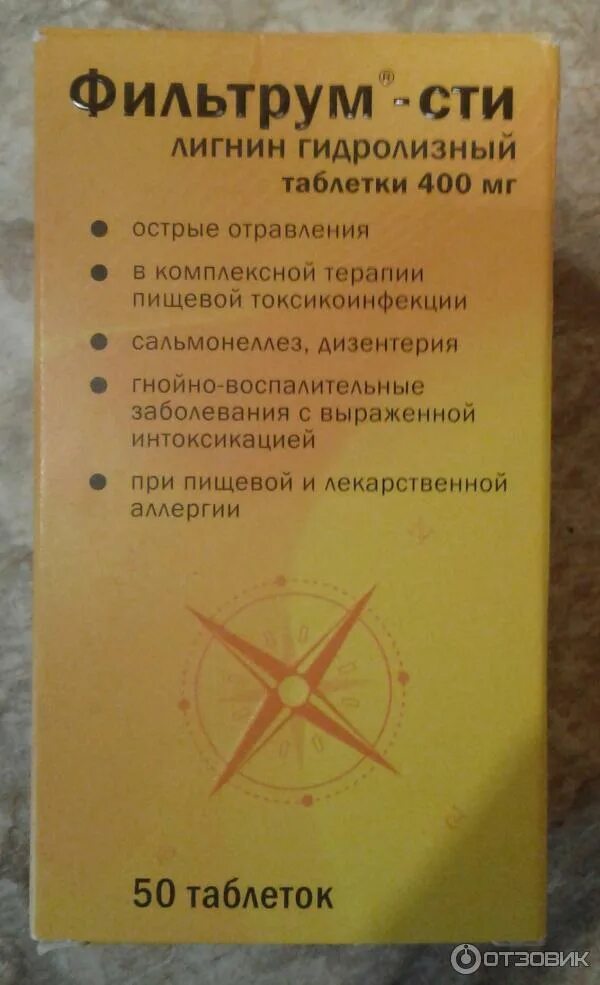 Фильтрум®-сти
лигнин гидролизный
таблетки 400 мг
• острые отравления
• в комплексной терапии
пищевой токсикоинфекции
• сальмонеллез, дизентерия
• гнойно-воспалительные
заболевания с выраженной
интоксикацией
• при пищевой и лекарственной
аллергии
50 таблеток
ОТЗОВИК